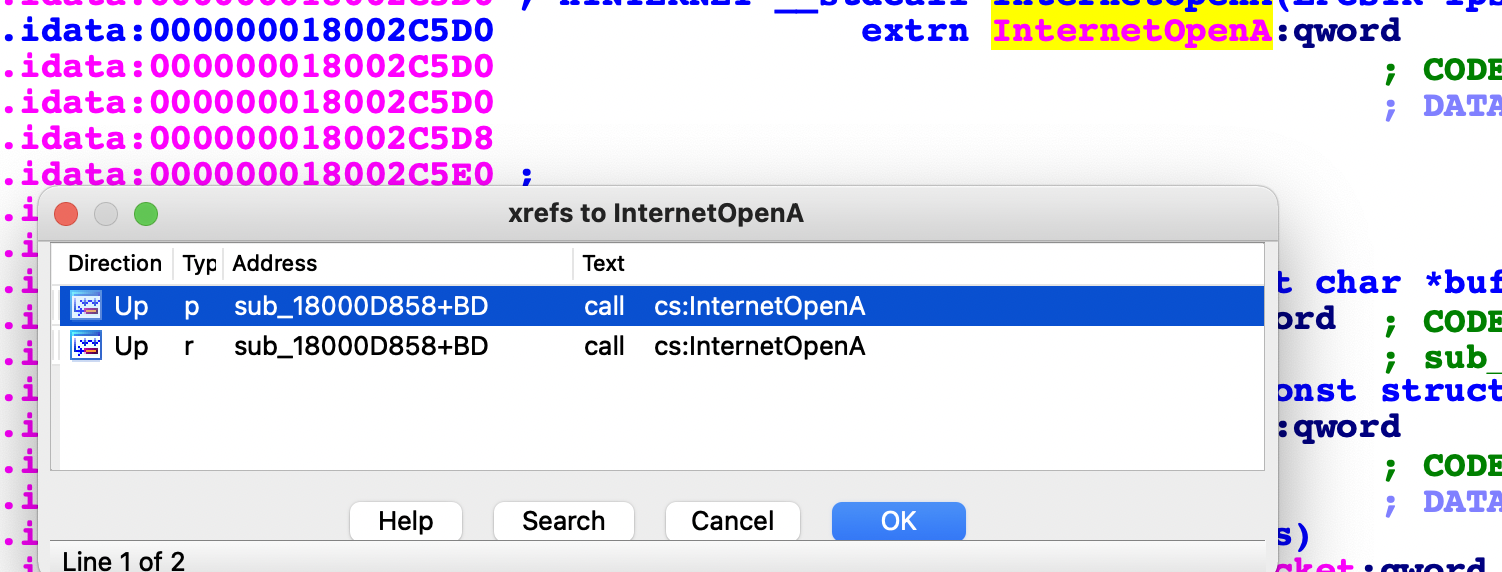 .idata:000000018002C5D0 ; HINTERNET __stdcall InternetOpenA(LPCSTR lps
.idata:000000018002C5D0 extrn InternetOpenA:qword
.idata:000000018002C5D0 ; CODE
.idata:000000018002C5D0 ; DATA
.idata:000000018002C5D8
.idata:000000018002C5E0 ;
.i
xrefs to InternetOpenA
.i
Direction Typ Address Text
.i t char *buf
Up p sub_18000D858+BD call cs:InternetOpenA
.i ord ; CODE
Up r sub_18000D858+BD call cs:InternetOpenA
.i ; sub_
.i onst struct
.i :qword
.i ; CODE
.i ; DATA
Help Search Cancel OK
.i s)
Line 1 of 2
.i cket:qword